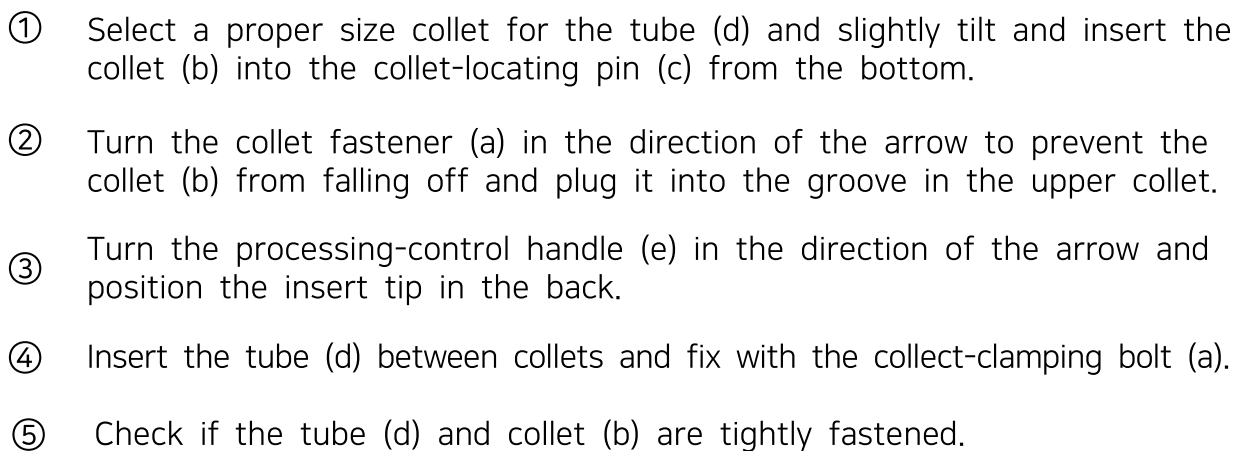 ① Select a proper size collet for the tube (d) and slightly tilt and insert the
collet (b) into the collet-locating pin (c) from the bottom.
② Turn the collet fastener (a) in the direction of the arrow to prevent the
collet (b) from falling off and plug it into the groove in the upper collet.
③ Turn the processing-control handle (e) in the direction of the arrow and
position the insert tip in the back.
④ Insert the tube (d) between collets and fix with the collect-clamping bolt (a).
⑤ Check if the tube (d) and collet (b) are tightly fastened.